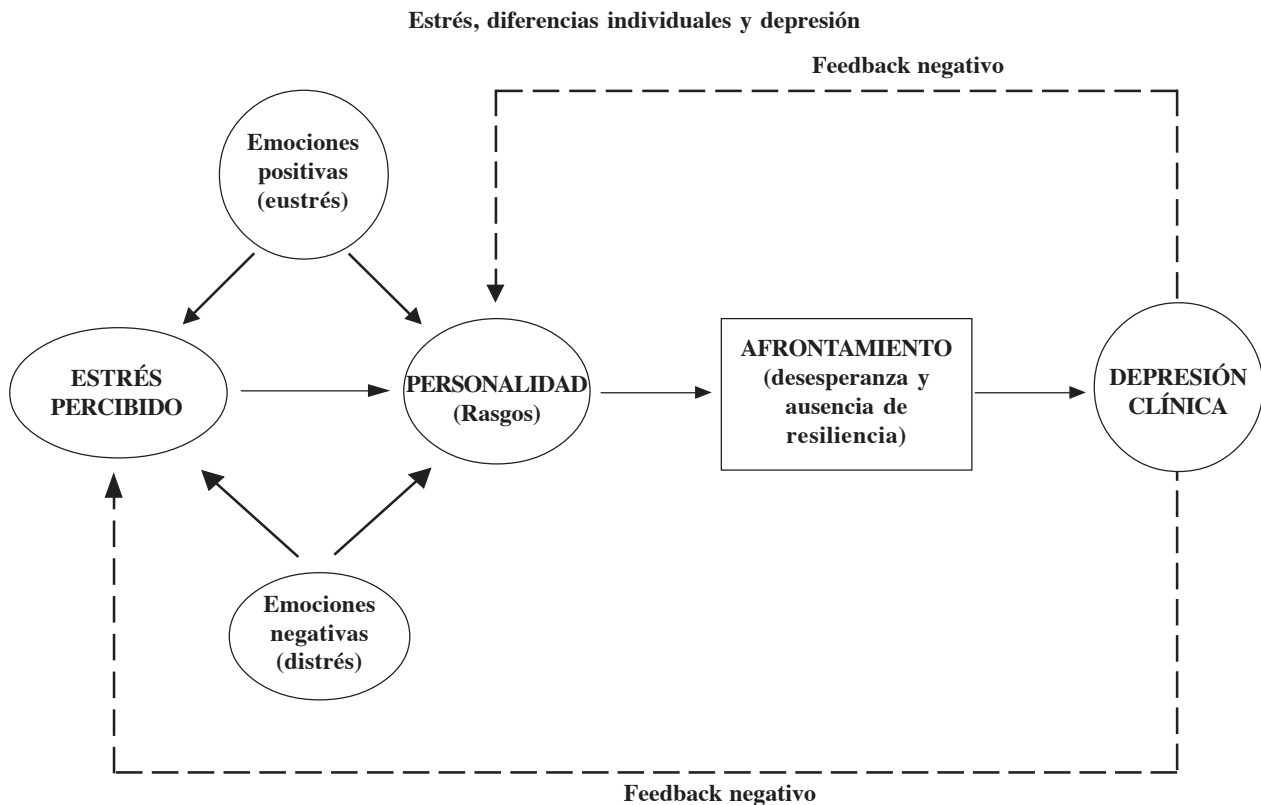 Estrés, diferencias individuales y depresión
Feedback negativo
Emociones
positivas
(eustrés)
ESTRÉS
PERCIBIDO
PERSONALIDAD
(Rasgos)
AFRONTAMIENTO
(desesperanza y
ausencia de
resiliencia)
DEPRESIÓN
CLÍNICA
Emociones
negativas
(distrés)
Feedback negativo